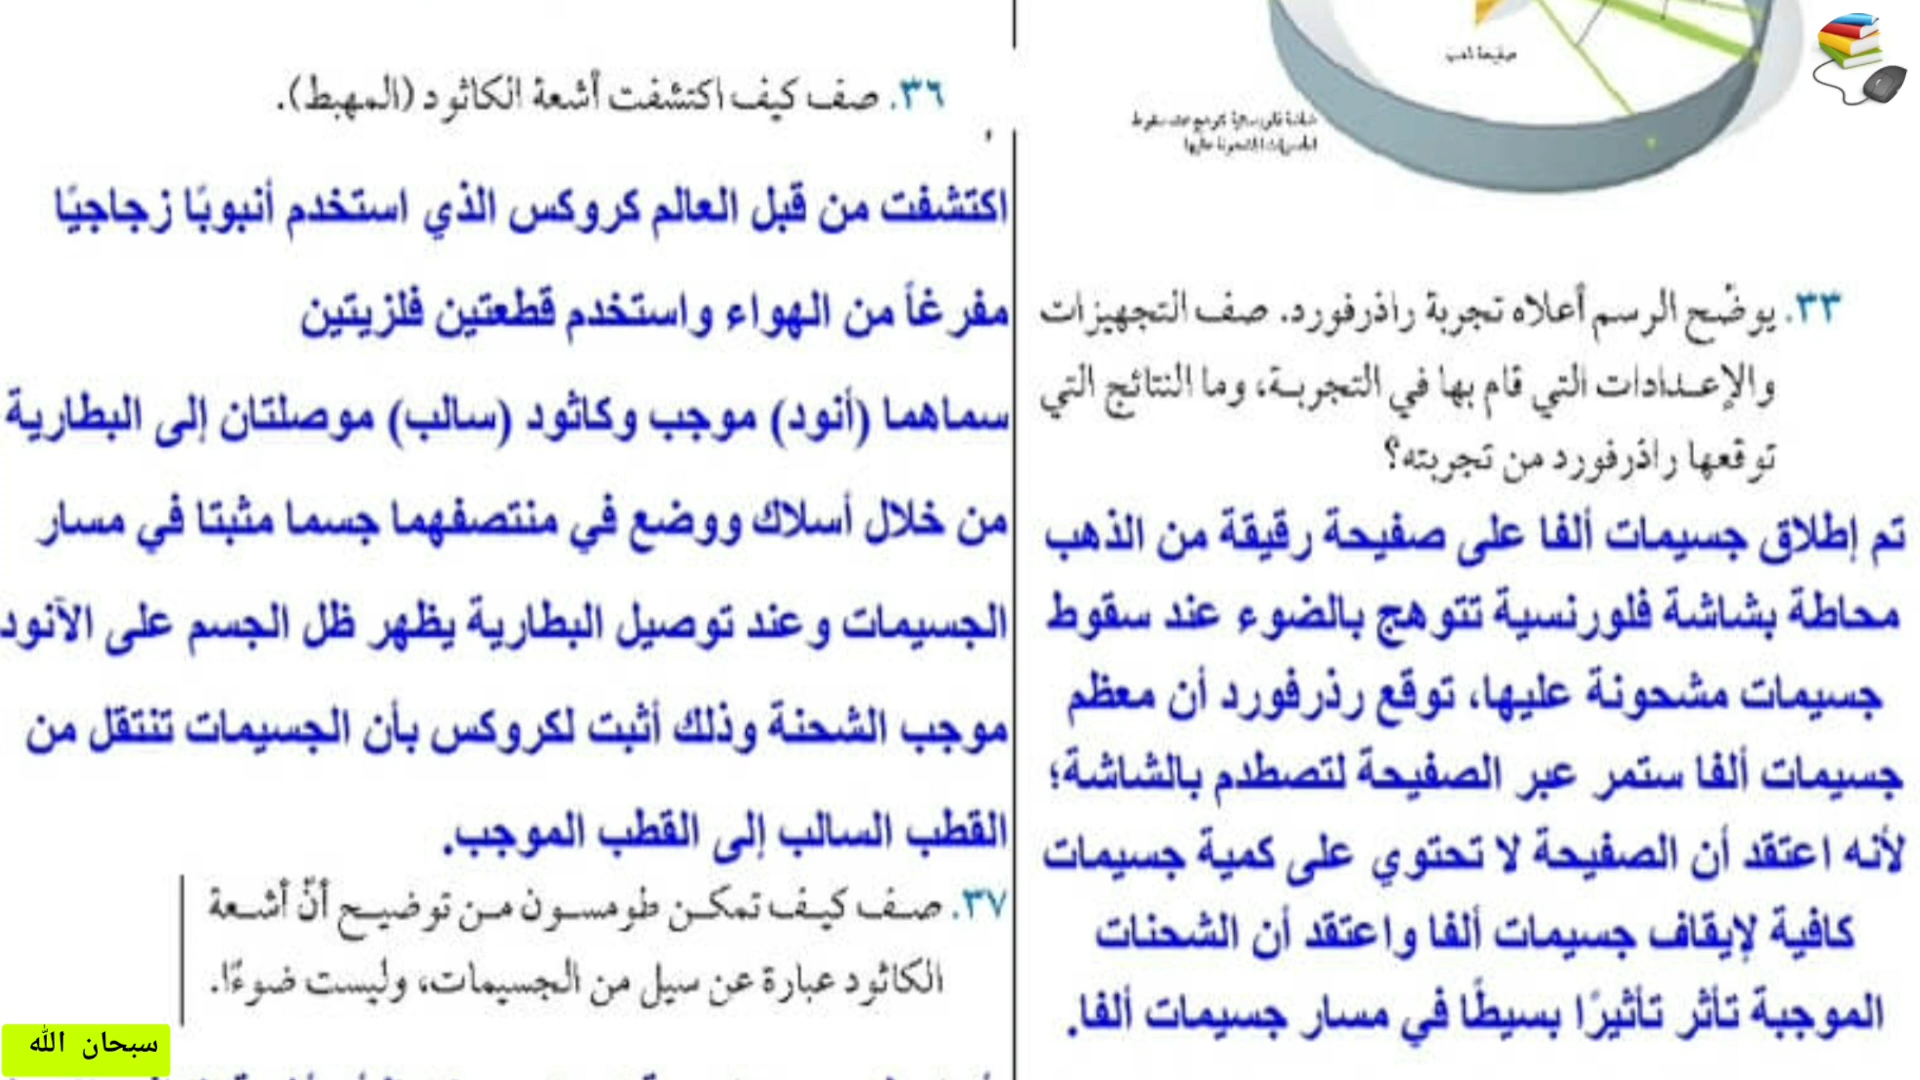 صفيحة ذهب
٣٣. يوضّح الرسم أعلاه تجربة راذرفورد. صف التجهيزات
والإعدادات التي قام بها في التجربة، وما النتائج التي
توقعها راذرفورد من تجربته؟
تم إطلاق جسيمات ألفا على صفيحة رقيقة من الذهب
محاطة بشاشة فلورنسية تتوهج بالضوء عند سقوط
جسيمات مشحونة عليها، توقع رذرفورد أن معظم
جسيمات ألفا ستمر عبر الصفيحة لتصطدم بالشاشة؛
لأنه اعتقد أن الصفيحة لا تحتوي على كمية جسيمات
كافية لإيقاف جسيمات ألفا واعتقد أن الشحنات
الموجبة تأثر تأثيرًا بسيطًا في مسار جسيمات ألفا.
٣٦. صف كيف اكتشفت أشعة الكاثود (المهبط).
اكتشفت من قبل العالم كروكس الذي استخدم أنبوبًا زجاجيًا
مفرغاً من الهواء واستخدم قطعتين فلزيتين
سماهما (أنود) موجب وكاثود (سالب) موصلتان إلى البطارية
من خلال أسلاك ووضع في منتصفهما جسما مثبتا في مسار
الجسيمات وعند توصيل البطارية يظهر ظل الجسم على الآنود
موجب الشحنة وذلك أثبت لكروكس بأن الجسيمات تنتقل من
القطب السالب إلى القطب الموجب.
٣٧. صف كيف تمكن طومسون من توضيح أنّ أشعة
الكاثود عبارة عن سيل من الجسيمات، وليست ضوءًا.
سبحان الله